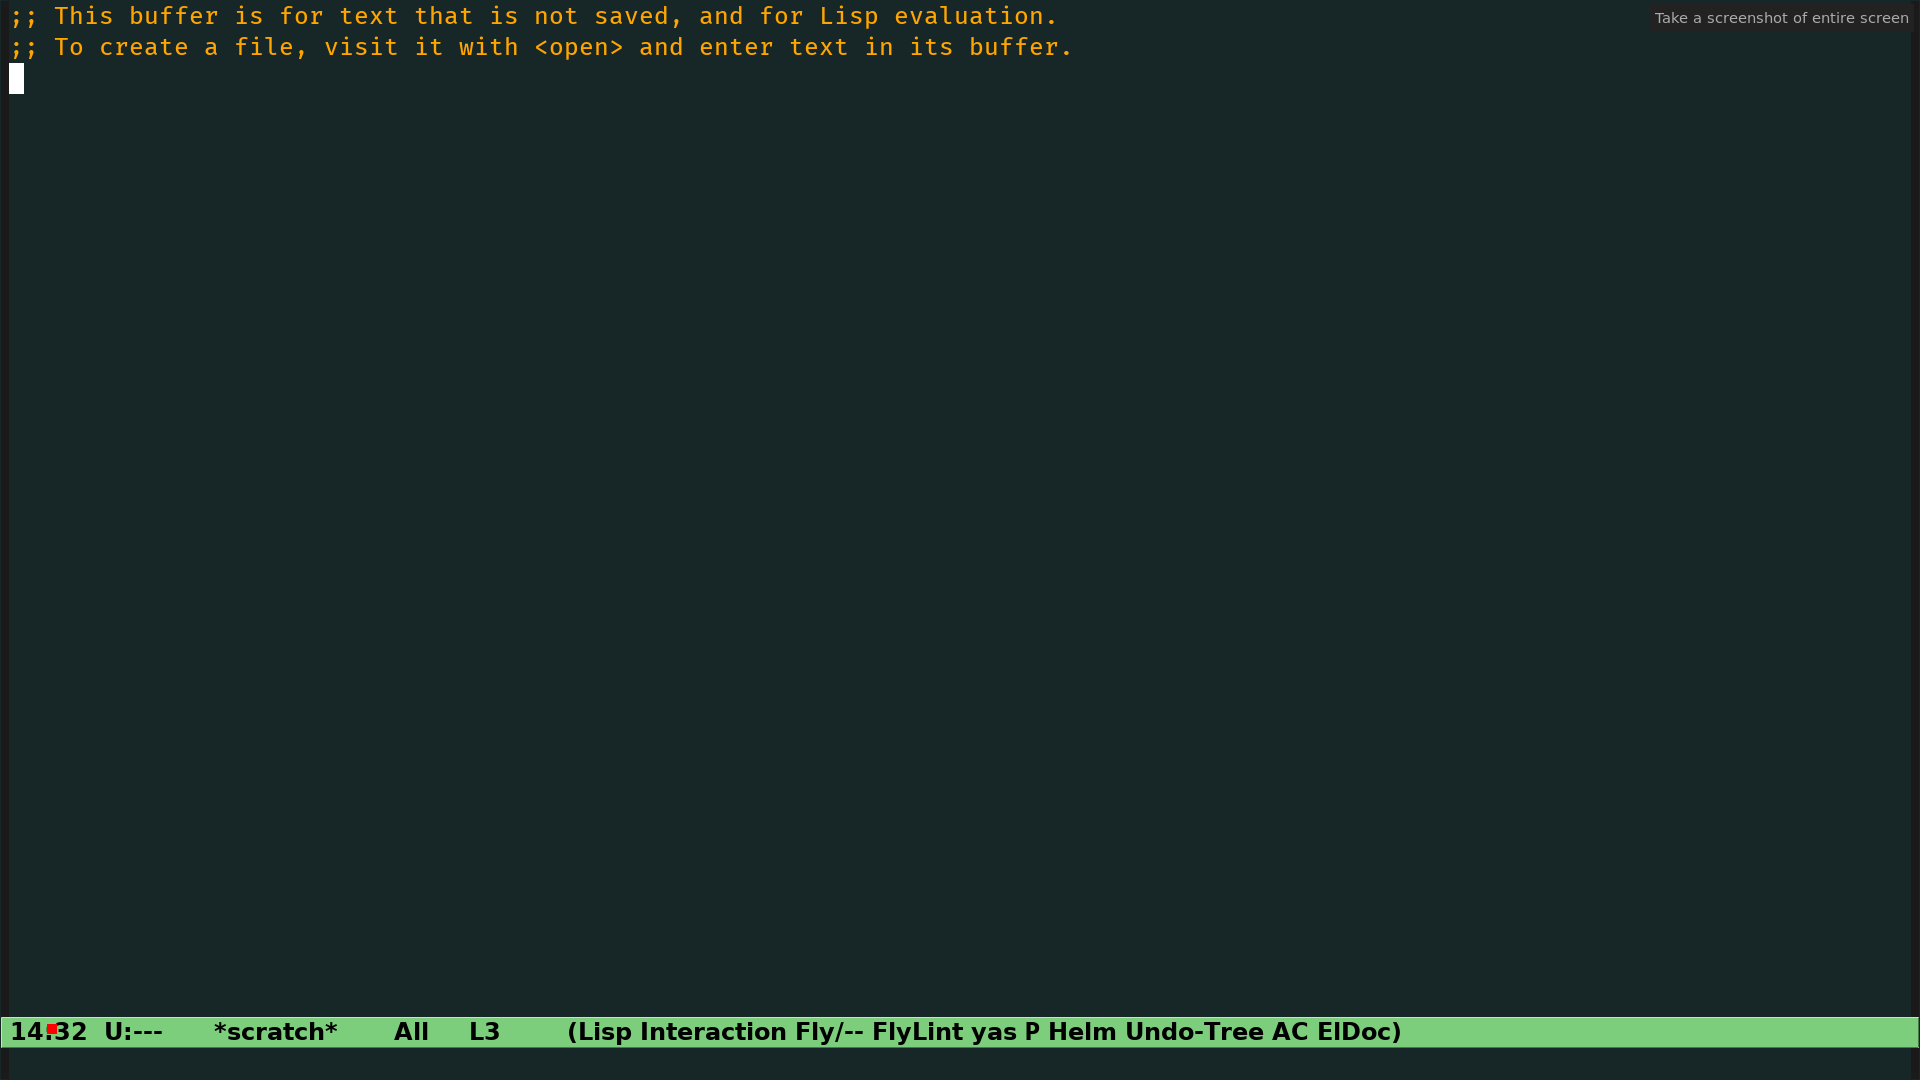 ;; This buffer is for text that is not saved, and for Lisp evaluation.
Take a screenshot of entire screen
;; To create a file, visit it with <open> and enter text in its buffer.
14:32 U:--- *scratch* All L3 (Lisp Interaction Fly/-- FlyLint yas P Helm Undo-Tree AC ElDoc)